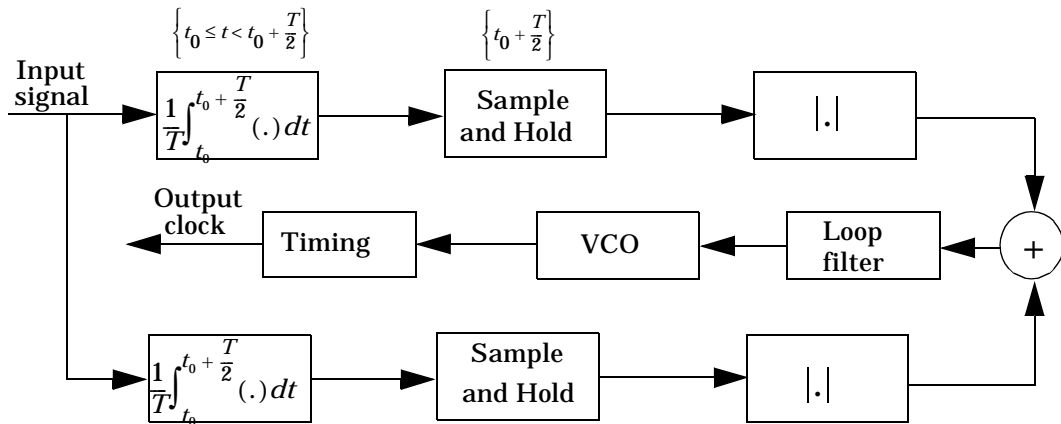 {t₀ ≤ t < t₀ + T/2}
{t₀ + T/2}
Input
signal
1/T ∫_{t₀}^{t₀ + T/2} (.) dt
Sample
and Hold
|.|
Output
clock
Timing
VCO
Loop
filter
+
1/T ∫_{t₀}^{t₀ + T/2} (.) dt
Sample
and Hold
|.|